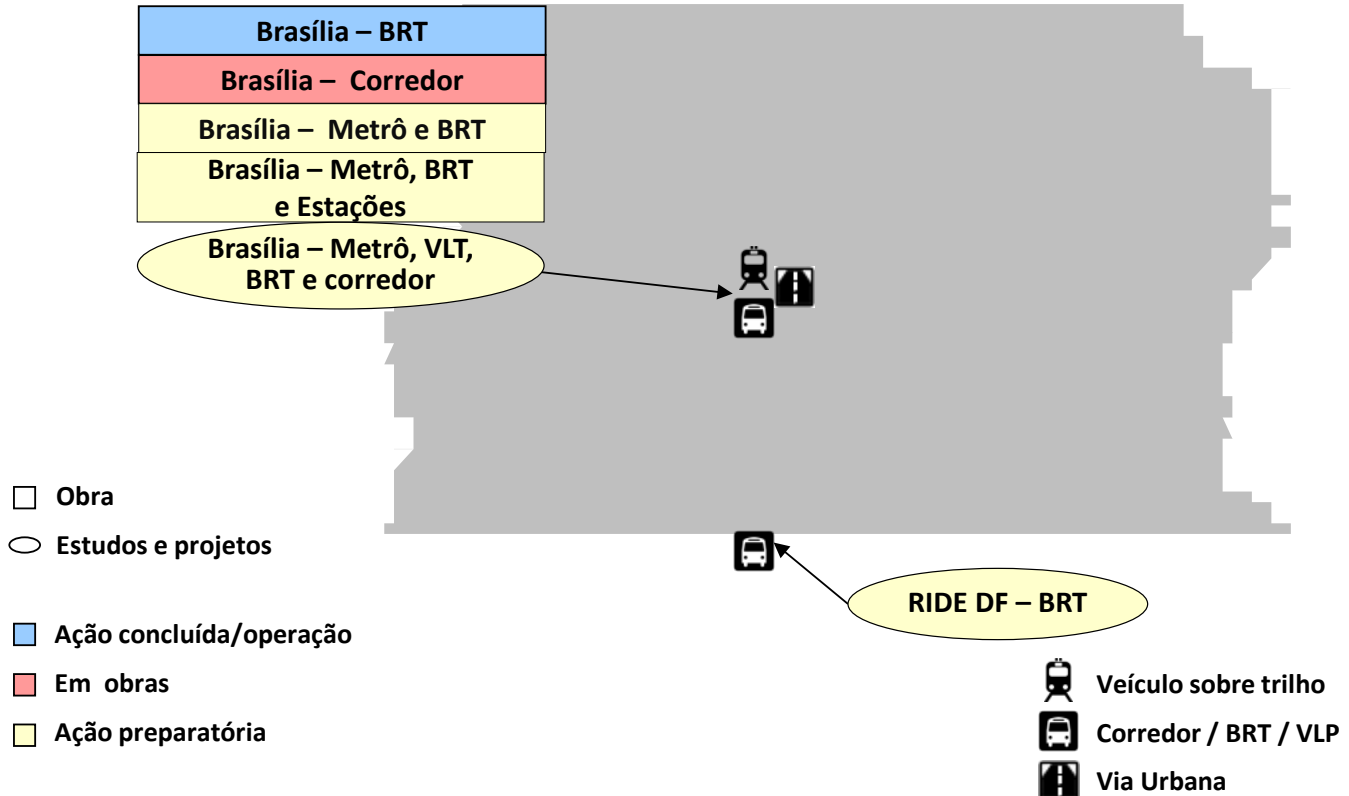 Brasília – BRT
Brasília – Corredor
Brasília – Metrô e BRT
Brasília – Metrô, BRT
e Estações
Brasília – Metrô, VLT,
BRT e corredor
Obra
Estudos e projetos
RIDE DF – BRT
Ação concluída/operação
Em obras
Ação preparatória
Veículo sobre trilho
Corredor / BRT / VLP
Via Urbana